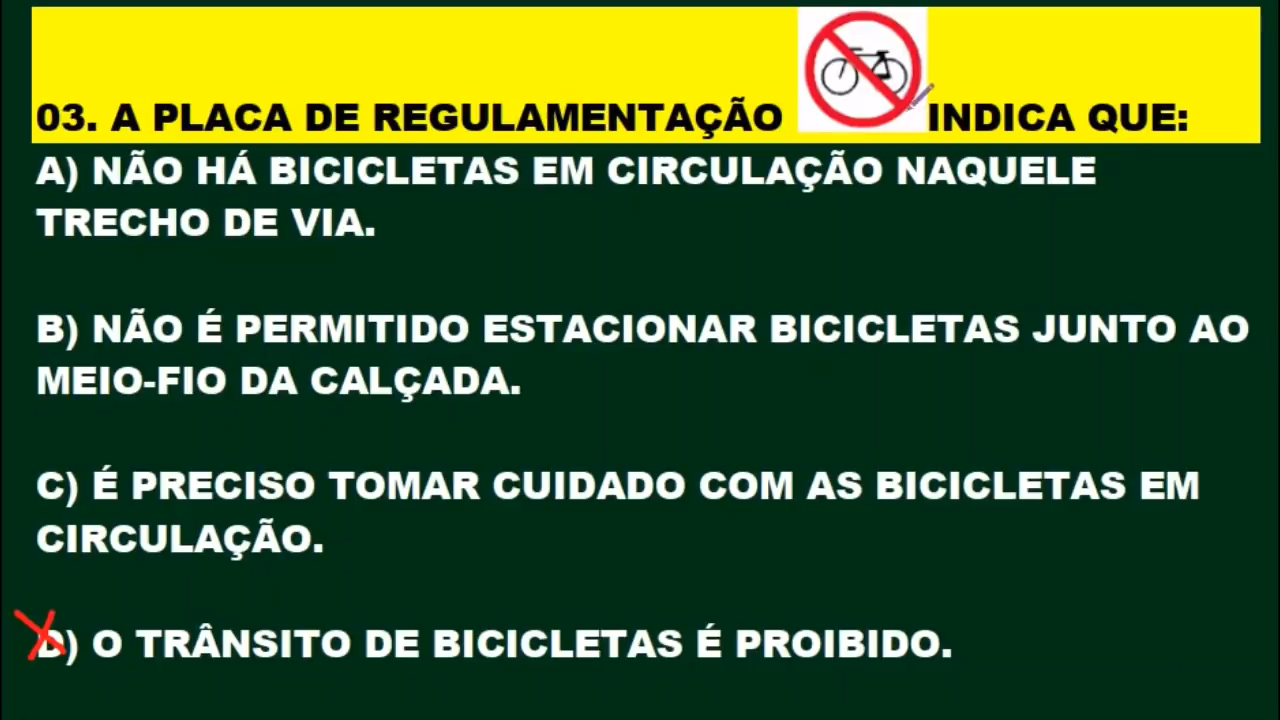 03. A PLACA DE REGULAMENTAÇÃO INDICA QUE:
A) NÃO HÁ BICICLETAS EM CIRCULAÇÃO NAQUELE
TRECHO DE VIA.
B) NÃO É PERMITIDO ESTACIONAR BICICLETAS JUNTO AO
MEIO-FIO DA CALÇADA.
C) É PRECISO TOMAR CUIDADO COM AS BICICLETAS EM
CIRCULAÇÃO.
D) O TRÂNSITO DE BICICLETAS É PROIBIDO.